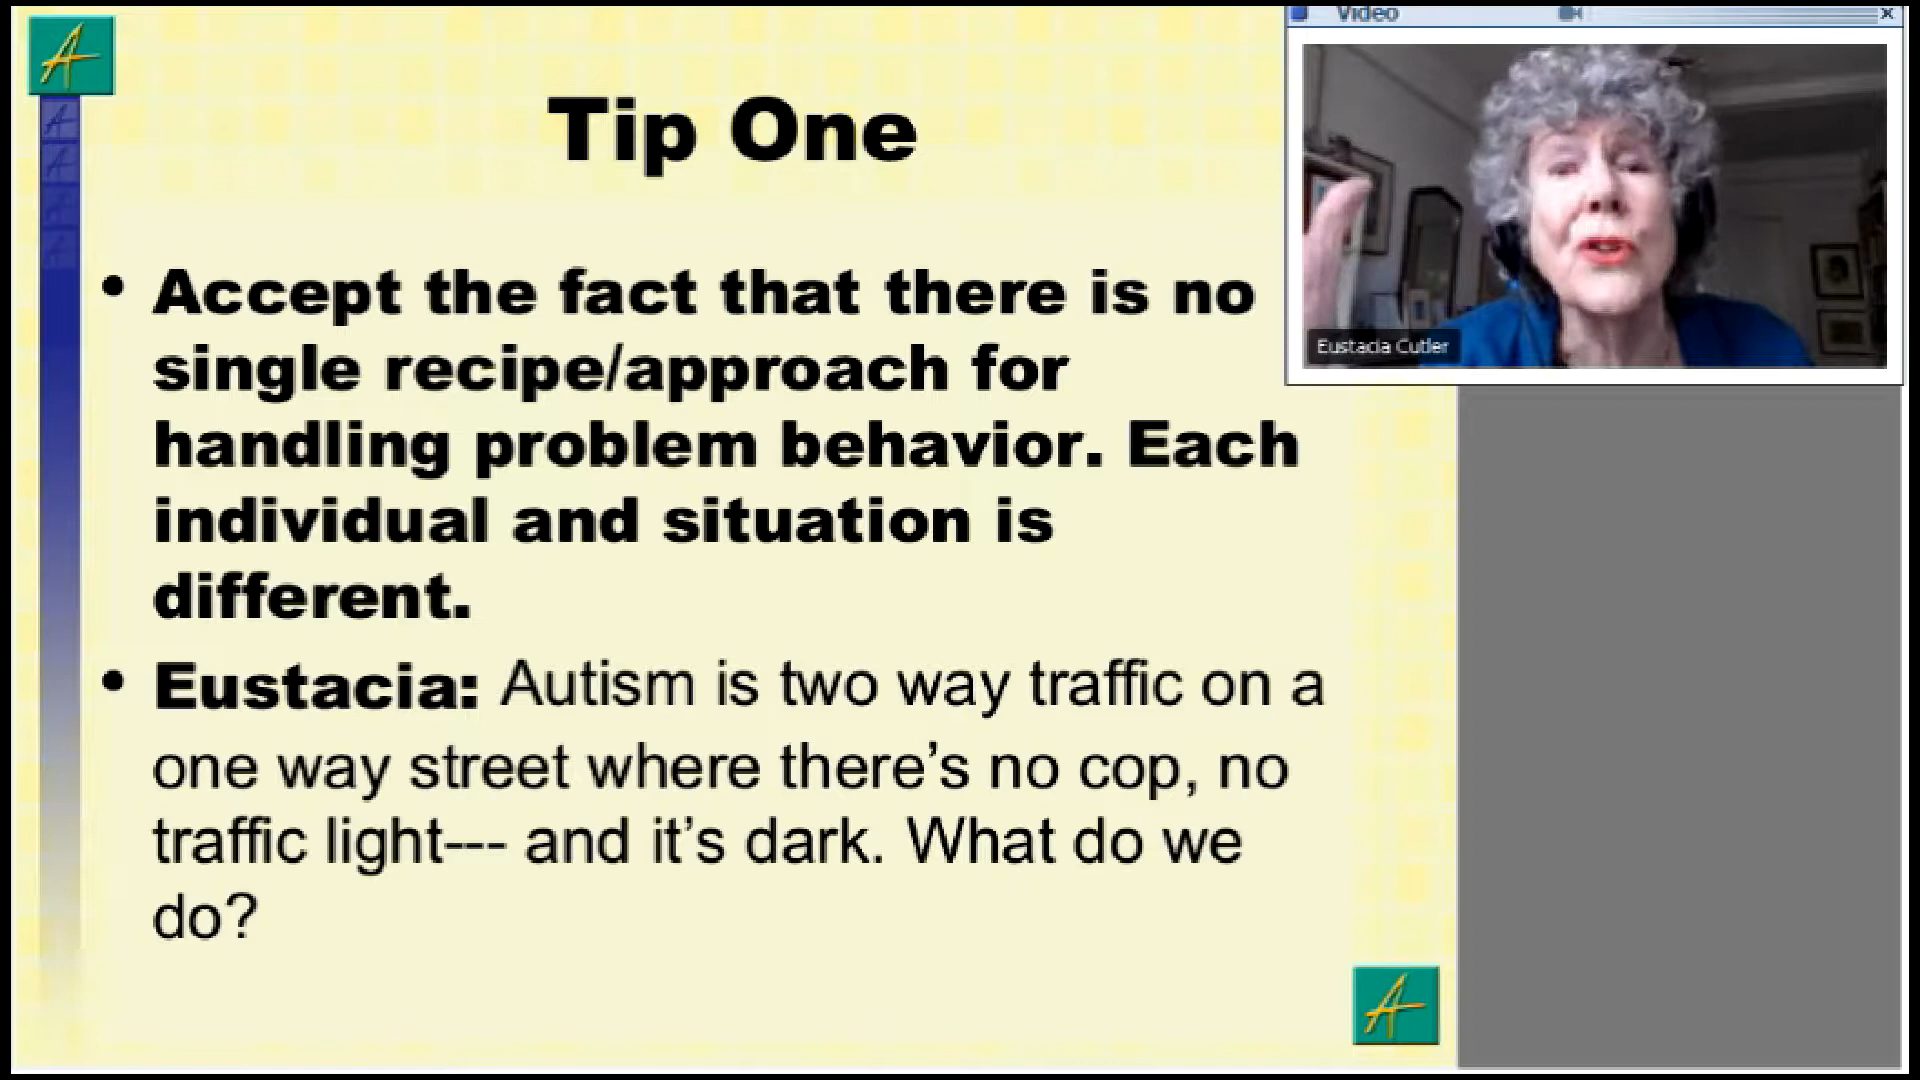 Video
Tip One
Eustacia Cutler
• Accept the fact that there is no
single recipe/approach for
handling problem behavior. Each
individual and situation is
different.
• Eustacia: Autism is two way traffic on a
one way street where there’s no cop, no
traffic light--- and it’s dark. What do we
do?